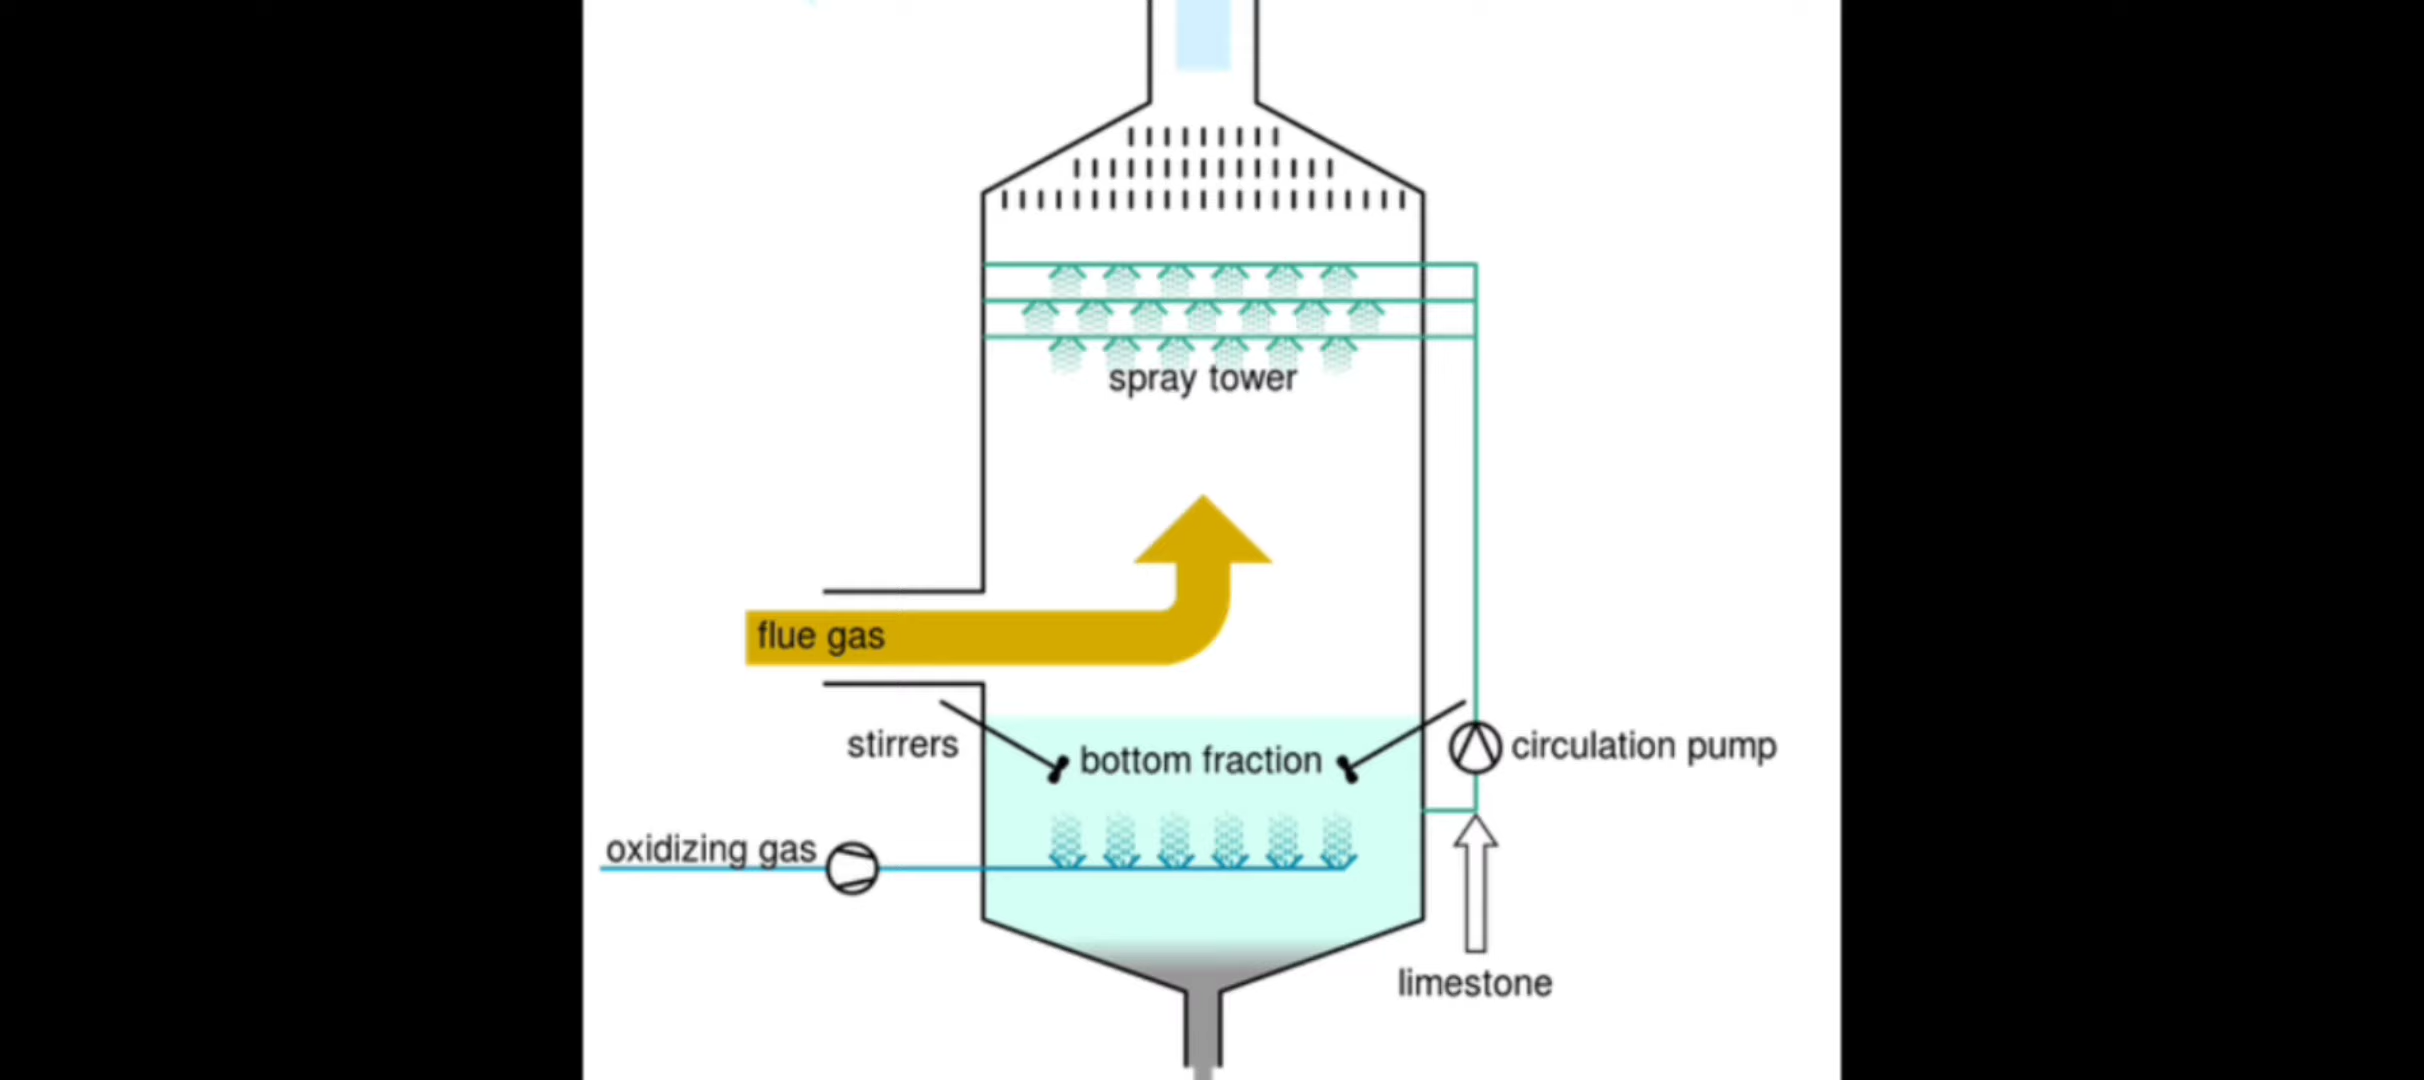 spray tower
flue gas
stirrers
bottom fraction
circulation pump
oxidizing gas
limestone